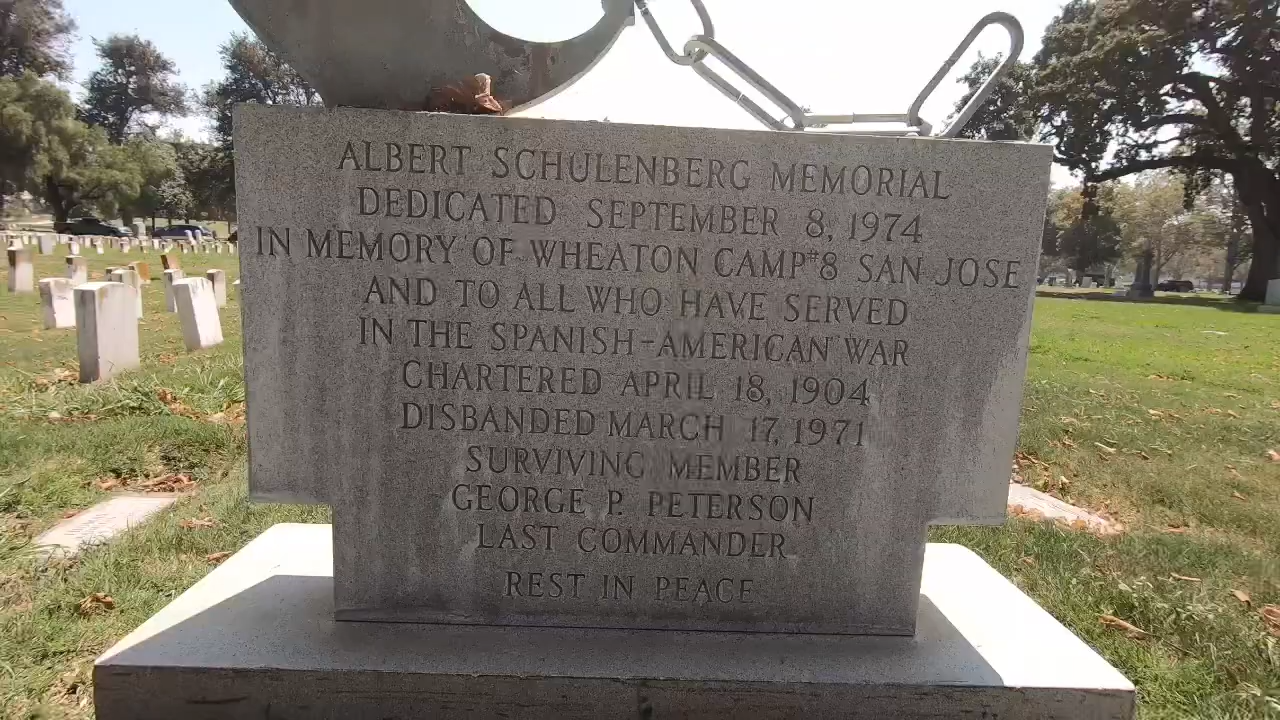 ALBERT SCHULENBERG MEMORIAL
DEDICATED SEPTEMBER 8, 1974
IN MEMORY OF WHEATON CAMP#8 SAN JOSE
AND TO ALL WHO HAVE SERVED
IN THE SPANISH-AMERICAN WAR
CHARTERED APRIL 18, 1904
DISBANDED MARCH 17, 1971
SURVIVING MEMBER
GEORGE P. PETERSON
LAST COMMANDER
REST IN PEACE